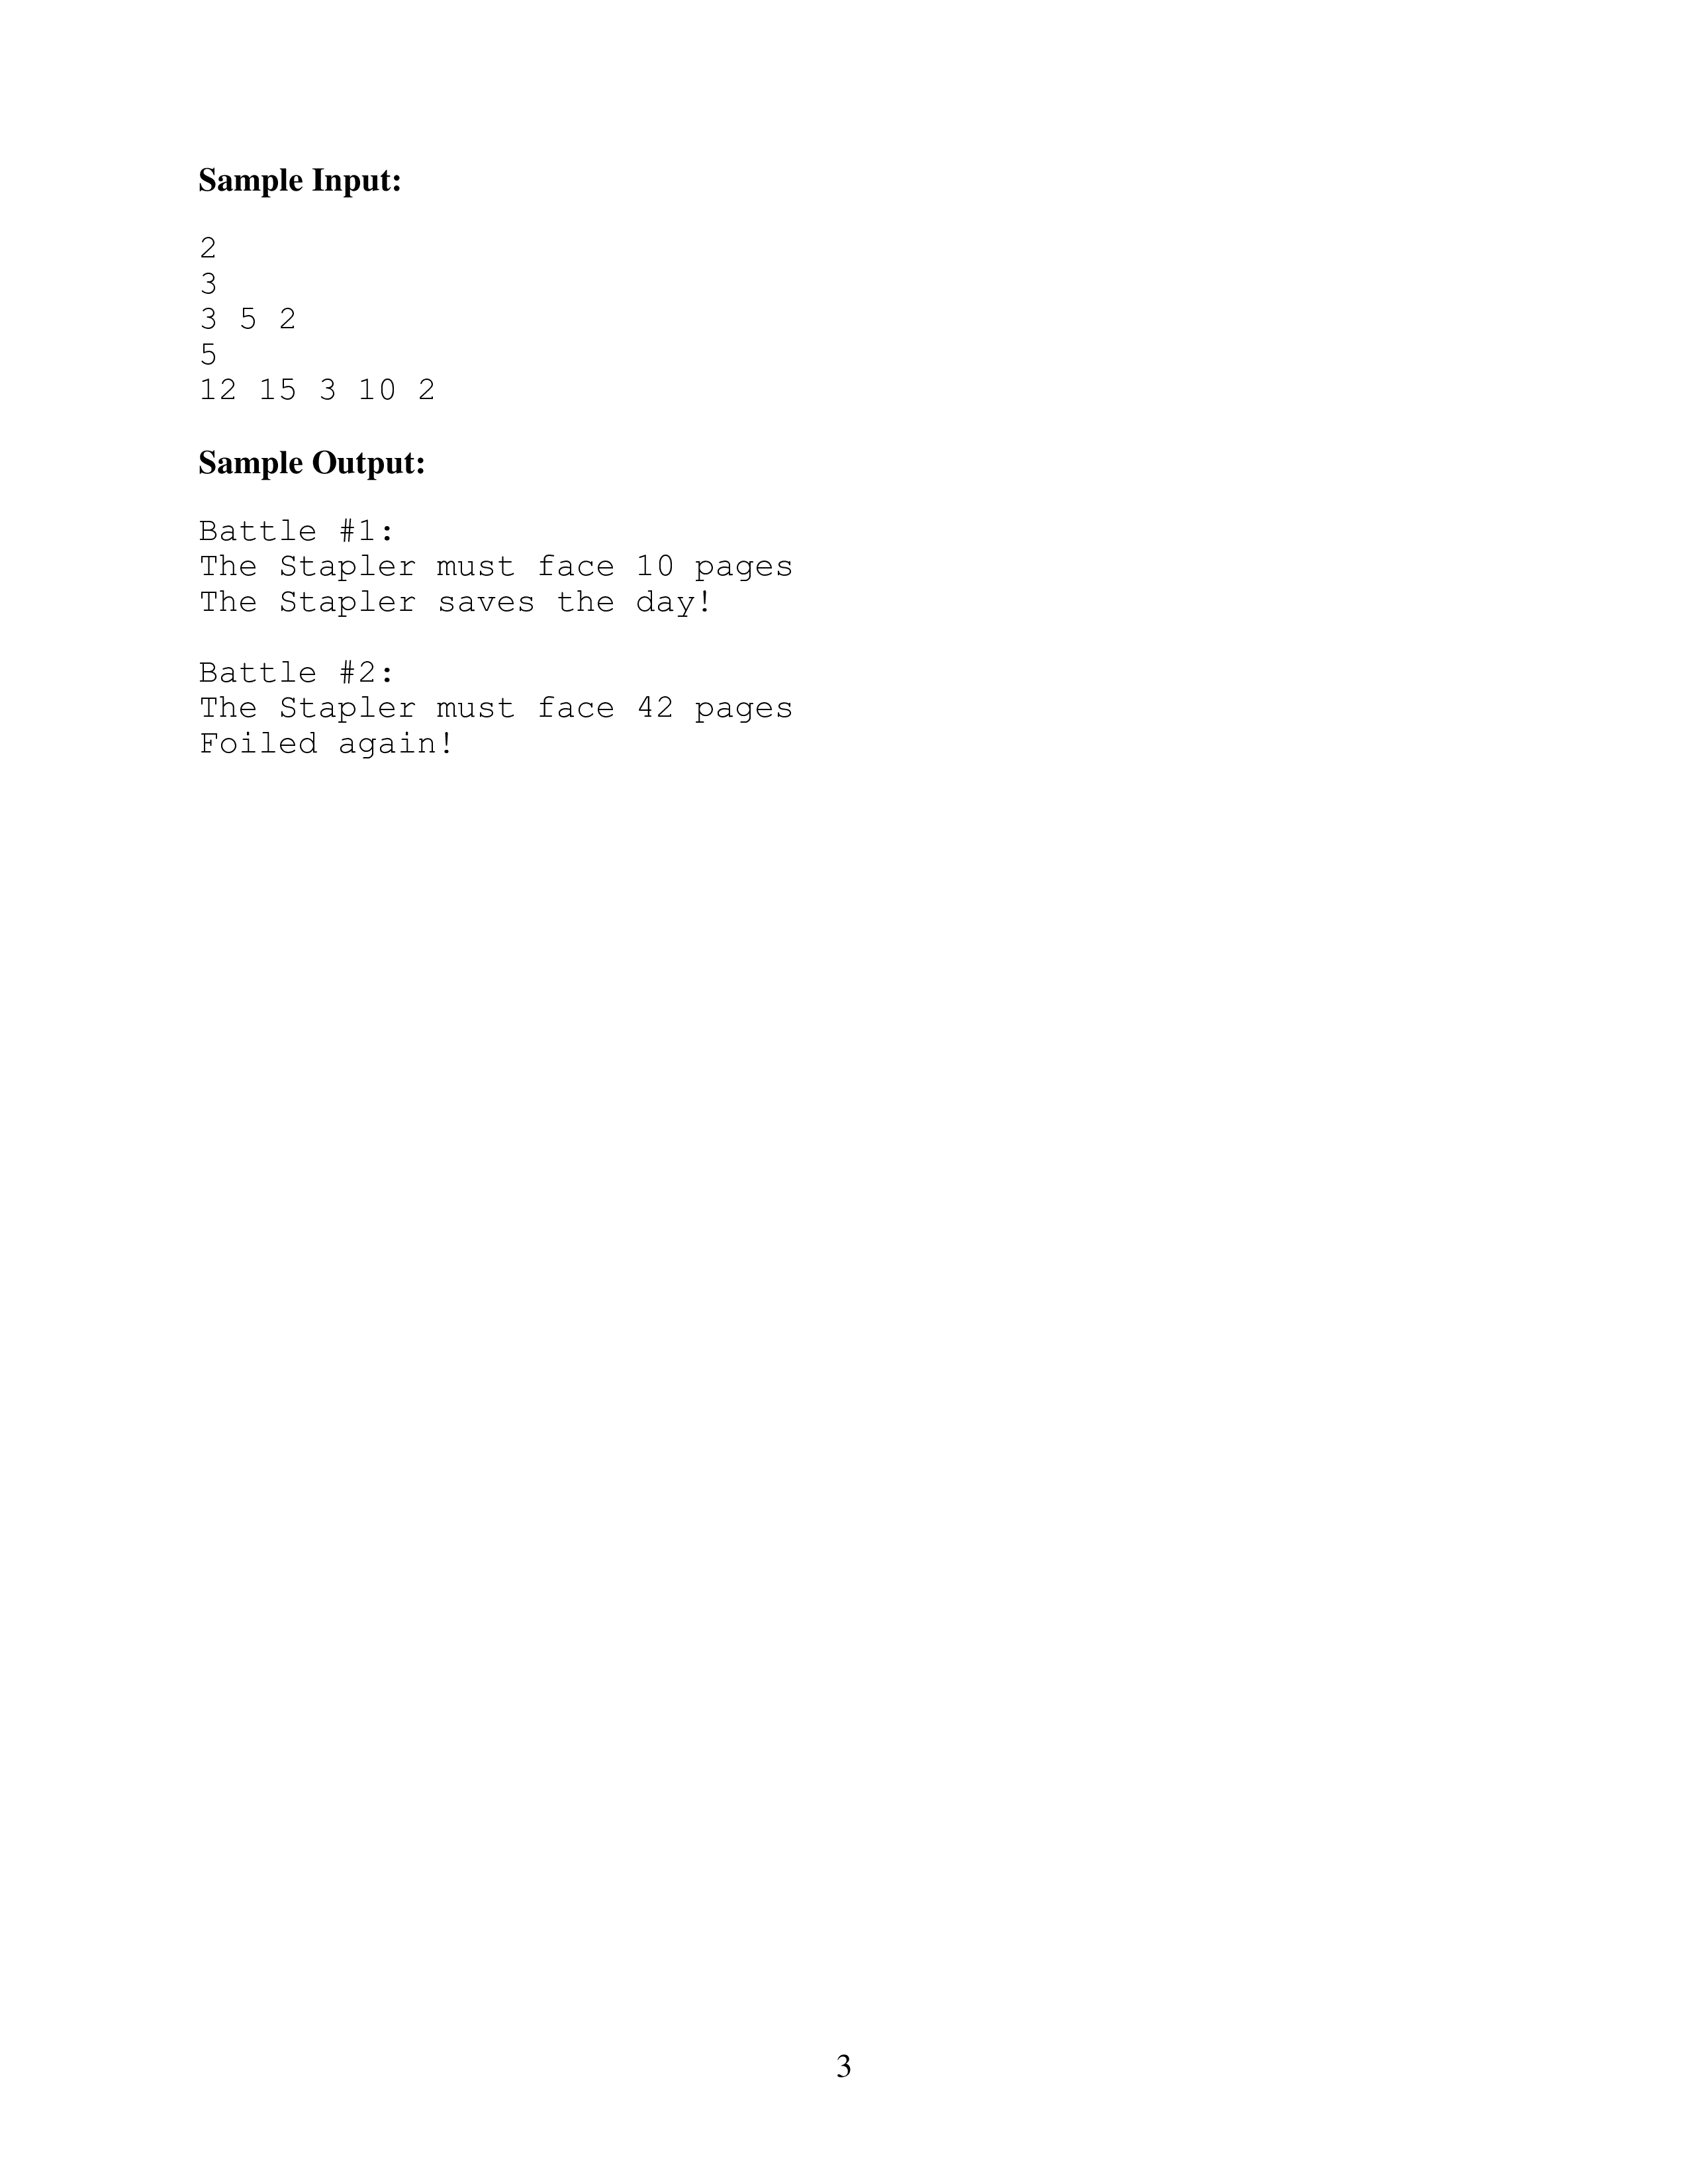 Sample Input:
2
3
3 5 2
5
12 15 3 10 2
Sample Output:
Battle #1:
The Stapler must face 10 pages
The Stapler saves the day!
Battle #2:
The Stapler must face 42 pages
Foiled again!
3